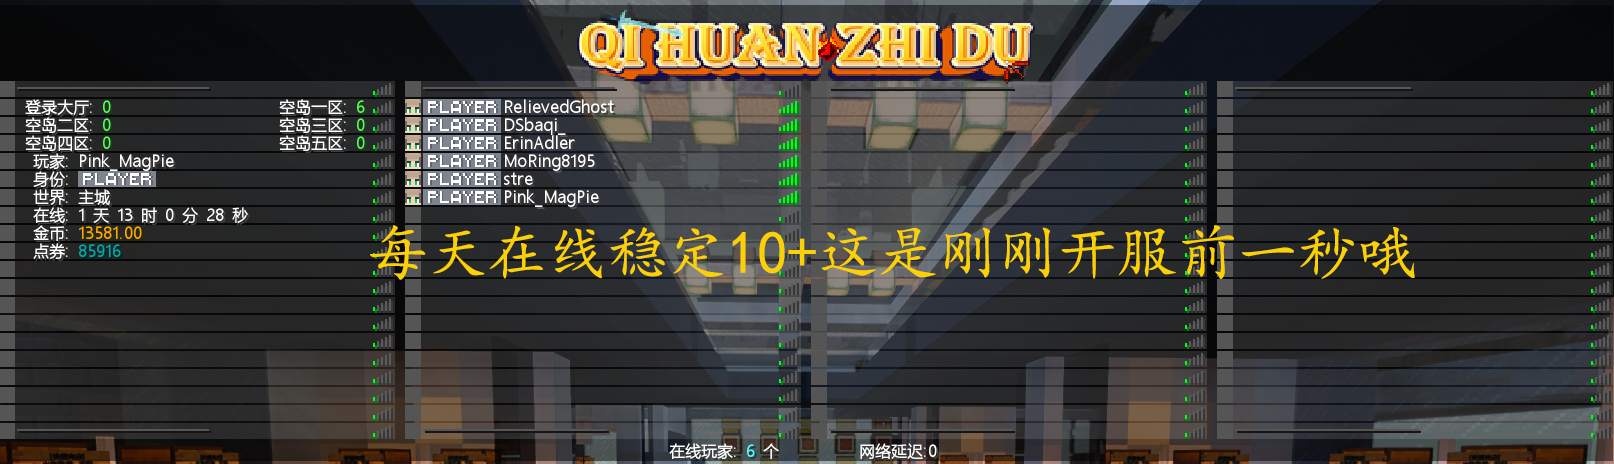 QI HUAN ZHI DU
登录大厅: 0 空岛一区: 6
空岛二区: 0 空岛三区: 0
空岛四区: 0 空岛五区: 0
玩家: Pink_MagPie
身份: PLAYER
世界: 主城
在线: 1 天 13 时 0 分 28 秒
金币: 13581.00
点券: 85916
PLAYER RelievedGhost
PLAYER DSbaqi_
PLAYER ErinAdler
PLAYER MoRing8195
PLAYER stre
PLAYER Pink_MagPie
每天在线稳定10+这是刚刚开服前一秒哦
在线玩家: 6 个 网络延迟:0